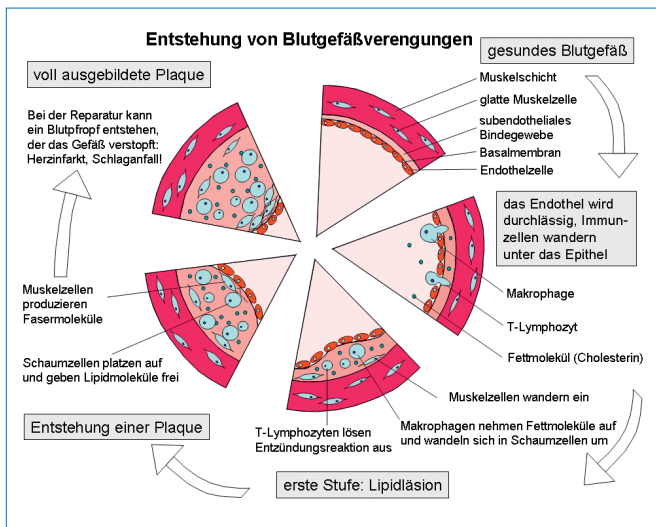 Entstehung von Blutgefäßverengungen
gesundes Blutgefäß
Muskelschicht
glatte Muskelzelle
subendotheliales
Bindegewebe
Basalmembran
Endothelzelle
das Endothel wird
durchlässig, Immun-
zellen wandern
unter das Epithel
Makrophage
T-Lymphozyt
Fettmolekül (Cholesterin)
Muskelzellen wandern ein
Makrophagen nehmen Fettmoleküle auf
und wandeln sich in Schaumzellen um
T-Lymphozyten lösen
Entzündungsreaktion aus
erste Stufe: Lipidläsion
Entstehung einer Plaque
Schaumzellen platzen auf
und geben Lipidmoleküle frei
Muskelzellen
produzieren
Fasermoleküle
voll ausgebildete Plaque
Bei der Reparatur kann
ein Blutpfropf entstehen,
der das Gefäß verstopft:
Herzinfarkt, Schlaganfall!